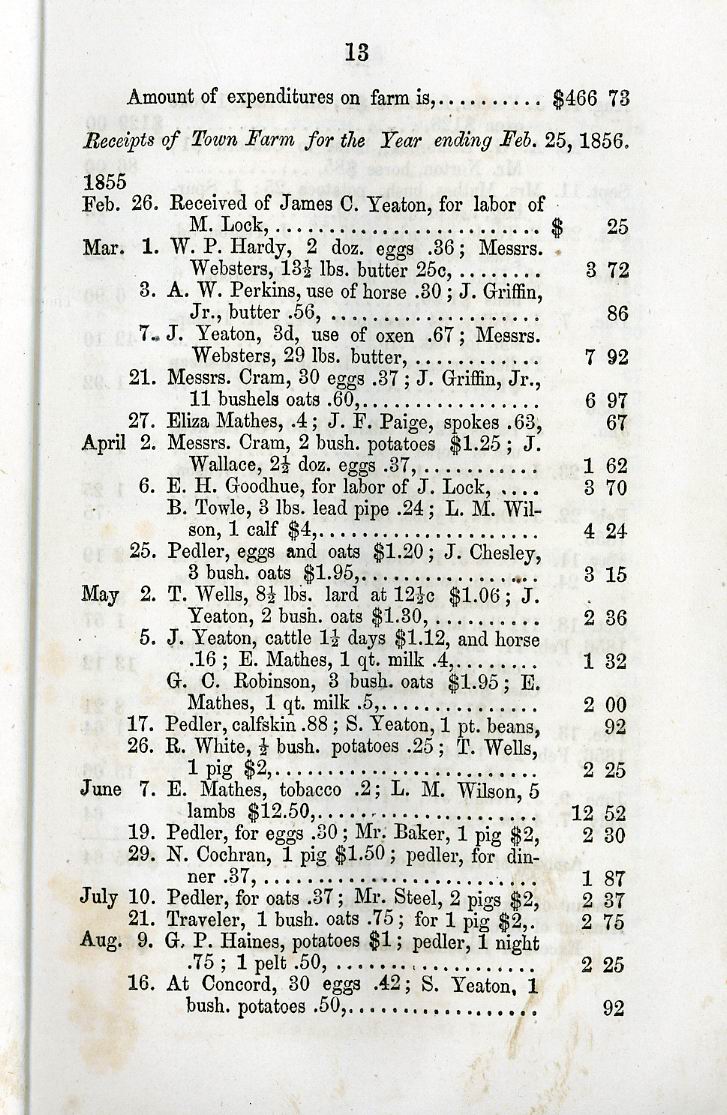 13
Amount of expenditures on farm is,.......... $466 73
Receipts of Town Farm for the Year ending Feb. 25, 1856.
1855
Feb. 26. Received of James C. Yeaton, for labor of
M. Lock,......................... $ 25
Mar. 1. W. P. Hardy, 2 doz. eggs .36; Messrs.
Websters, 13½ lbs. butter 25c,........ 3 72
3. A. W. Perkins, use of horse .30; J. Griffin,
Jr., butter .56, ................... 86
7. J. Yeaton, 3d, use of oxen .67; Messrs.
Websters, 29 lbs. butter, ............ 7 92
21. Messrs. Cram, 30 eggs .37; J. Griffin, Jr.,
11 bushels oats .60,................. 6 97
27. Eliza Mathes, .4; J. F. Paige, spokes .63, 67
April 2. Messrs. Cram, 2 bush. potatoes $1.25; J.
Wallace, 2½ doz. eggs .37,........... 1 62
6. E. H. Goodhue, for labor of J. Lock, .... 3 70
B. Towle, 3 lbs. lead pipe .24; L. M. Wil-
son, 1 calf $4,..................... 4 24
25. Pedler, eggs and oats $1.20; J. Chesley,
3 bush. oats $1.95,................. 3 15
May 2. T. Wells, 8½ lbs. lard at 12½c $1.06; J.
Yeaton, 2 bush. oats $1.30,.......... 2 36
5. J. Yeaton, cattle 1½ days $1.12, and horse
.16; E. Mathes, 1 qt. milk .4,........ 1 32
G. C. Robinson, 3 bush. oats $1.95; E.
Mathes, 1 qt. milk .5,............... 2 00
17. Pedler, calfskin .88; S. Yeaton, 1 pt. beans, 92
26. R. White, ½ bush. potatoes .25; T. Wells,
1 pig $2,......................... 2 25
June 7. E. Mathes, tobacco .2; L. M. Wilson, 5
lambs $12.50,..................... 12 52
19. Pedler, for eggs .30; Mr. Baker, 1 pig $2, 2 30
29. N. Cochran, 1 pig $1.50; pedler, for din-
ner .37,.......................... 1 87
July 10. Pedler, for oats .37; Mr. Steel, 2 pigs $2, 2 37
21. Traveler, 1 bush. oats .75; for 1 pig $2,. 2 75
Aug. 9. G. P. Haines, potatoes $1; pedler, 1 night
.75; 1 pelt .50, ................... 2 25
16. At Concord, 30 eggs .42; S. Yeaton, 1
bush. potatoes .50,................. 92